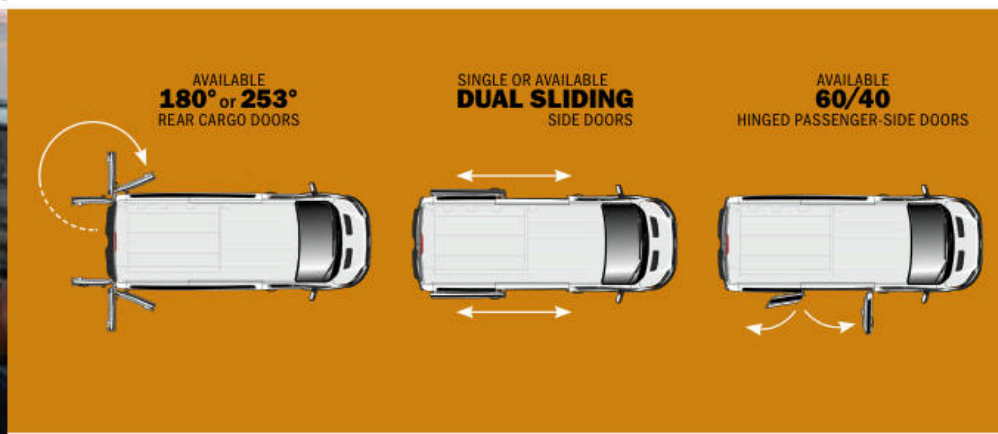 AVAILABLE
180° or 253°
REAR CARGO DOORS
SINGLE OR AVAILABLE
DUAL SLIDING
SIDE DOORS
AVAILABLE
60/40
HINGED PASSENGER-SIDE DOORS